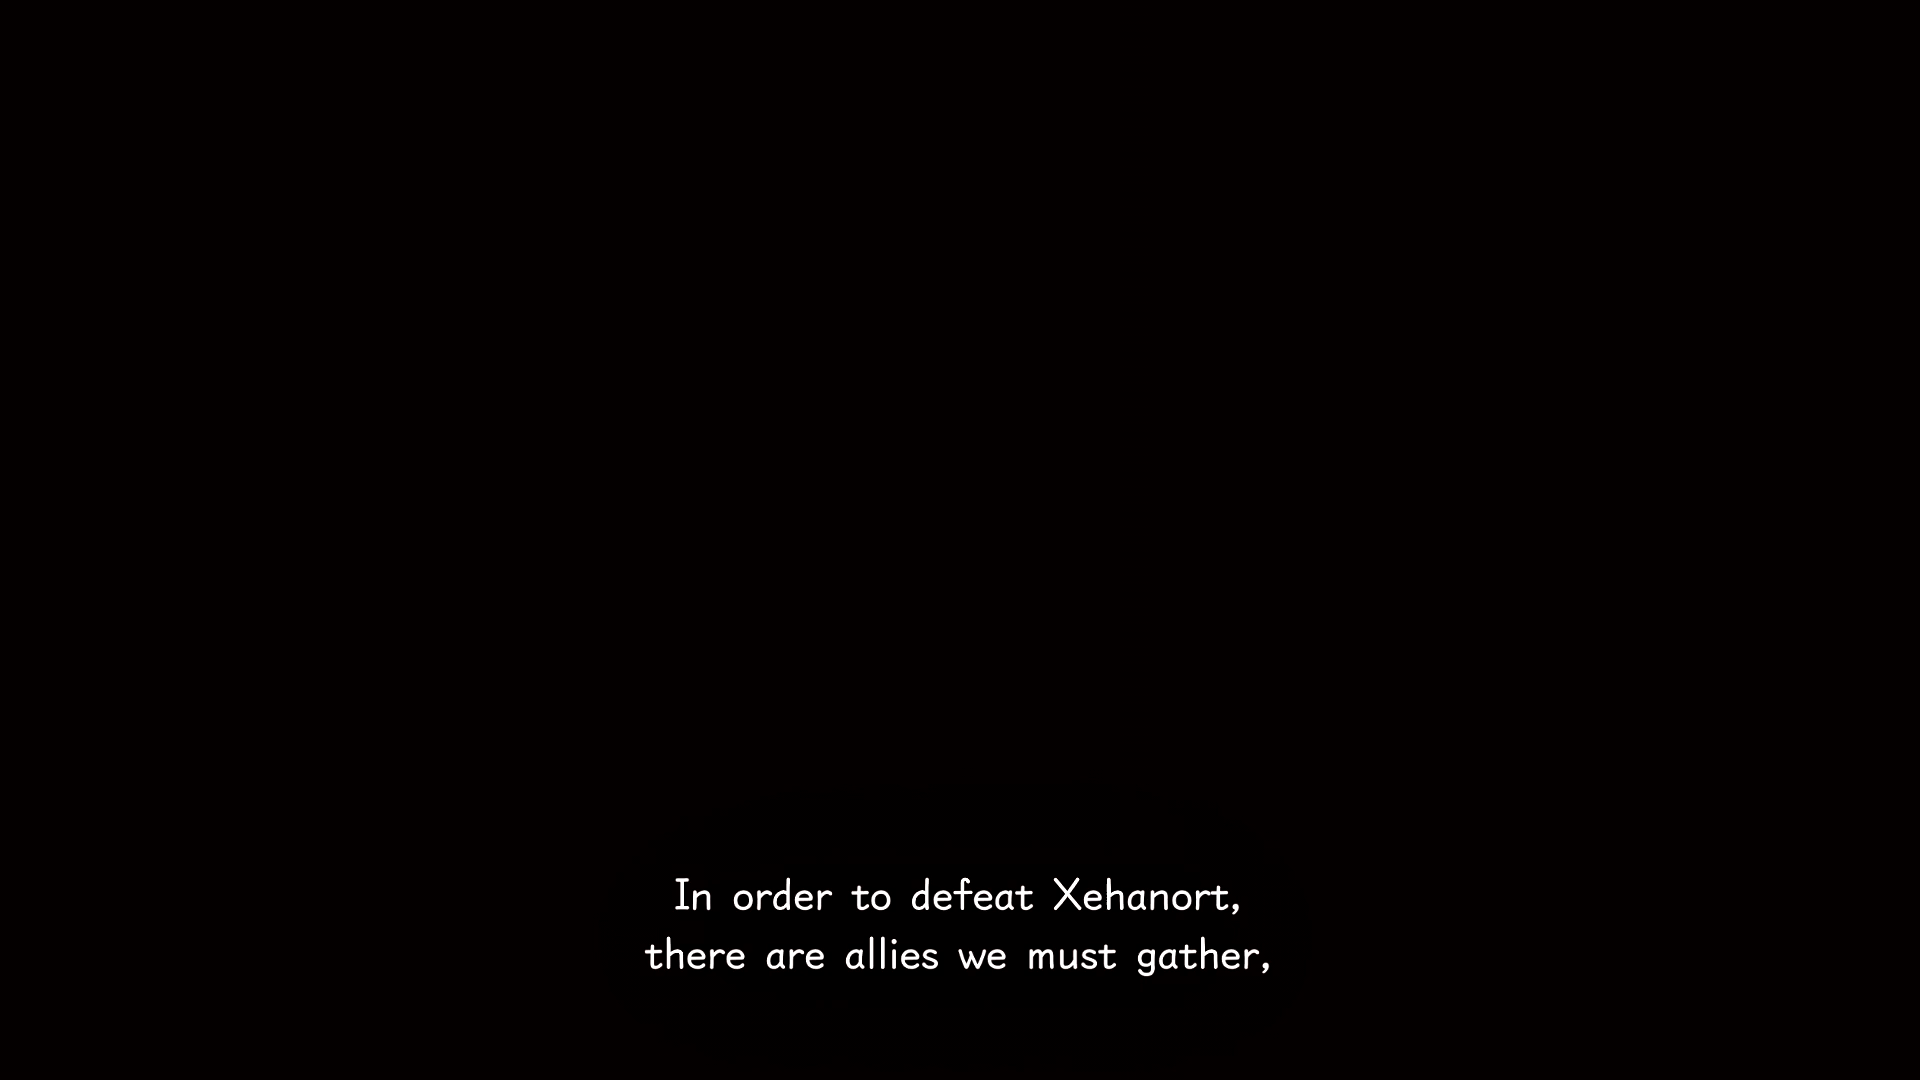 In order to defeat Xehanort,
there are allies we must gather,